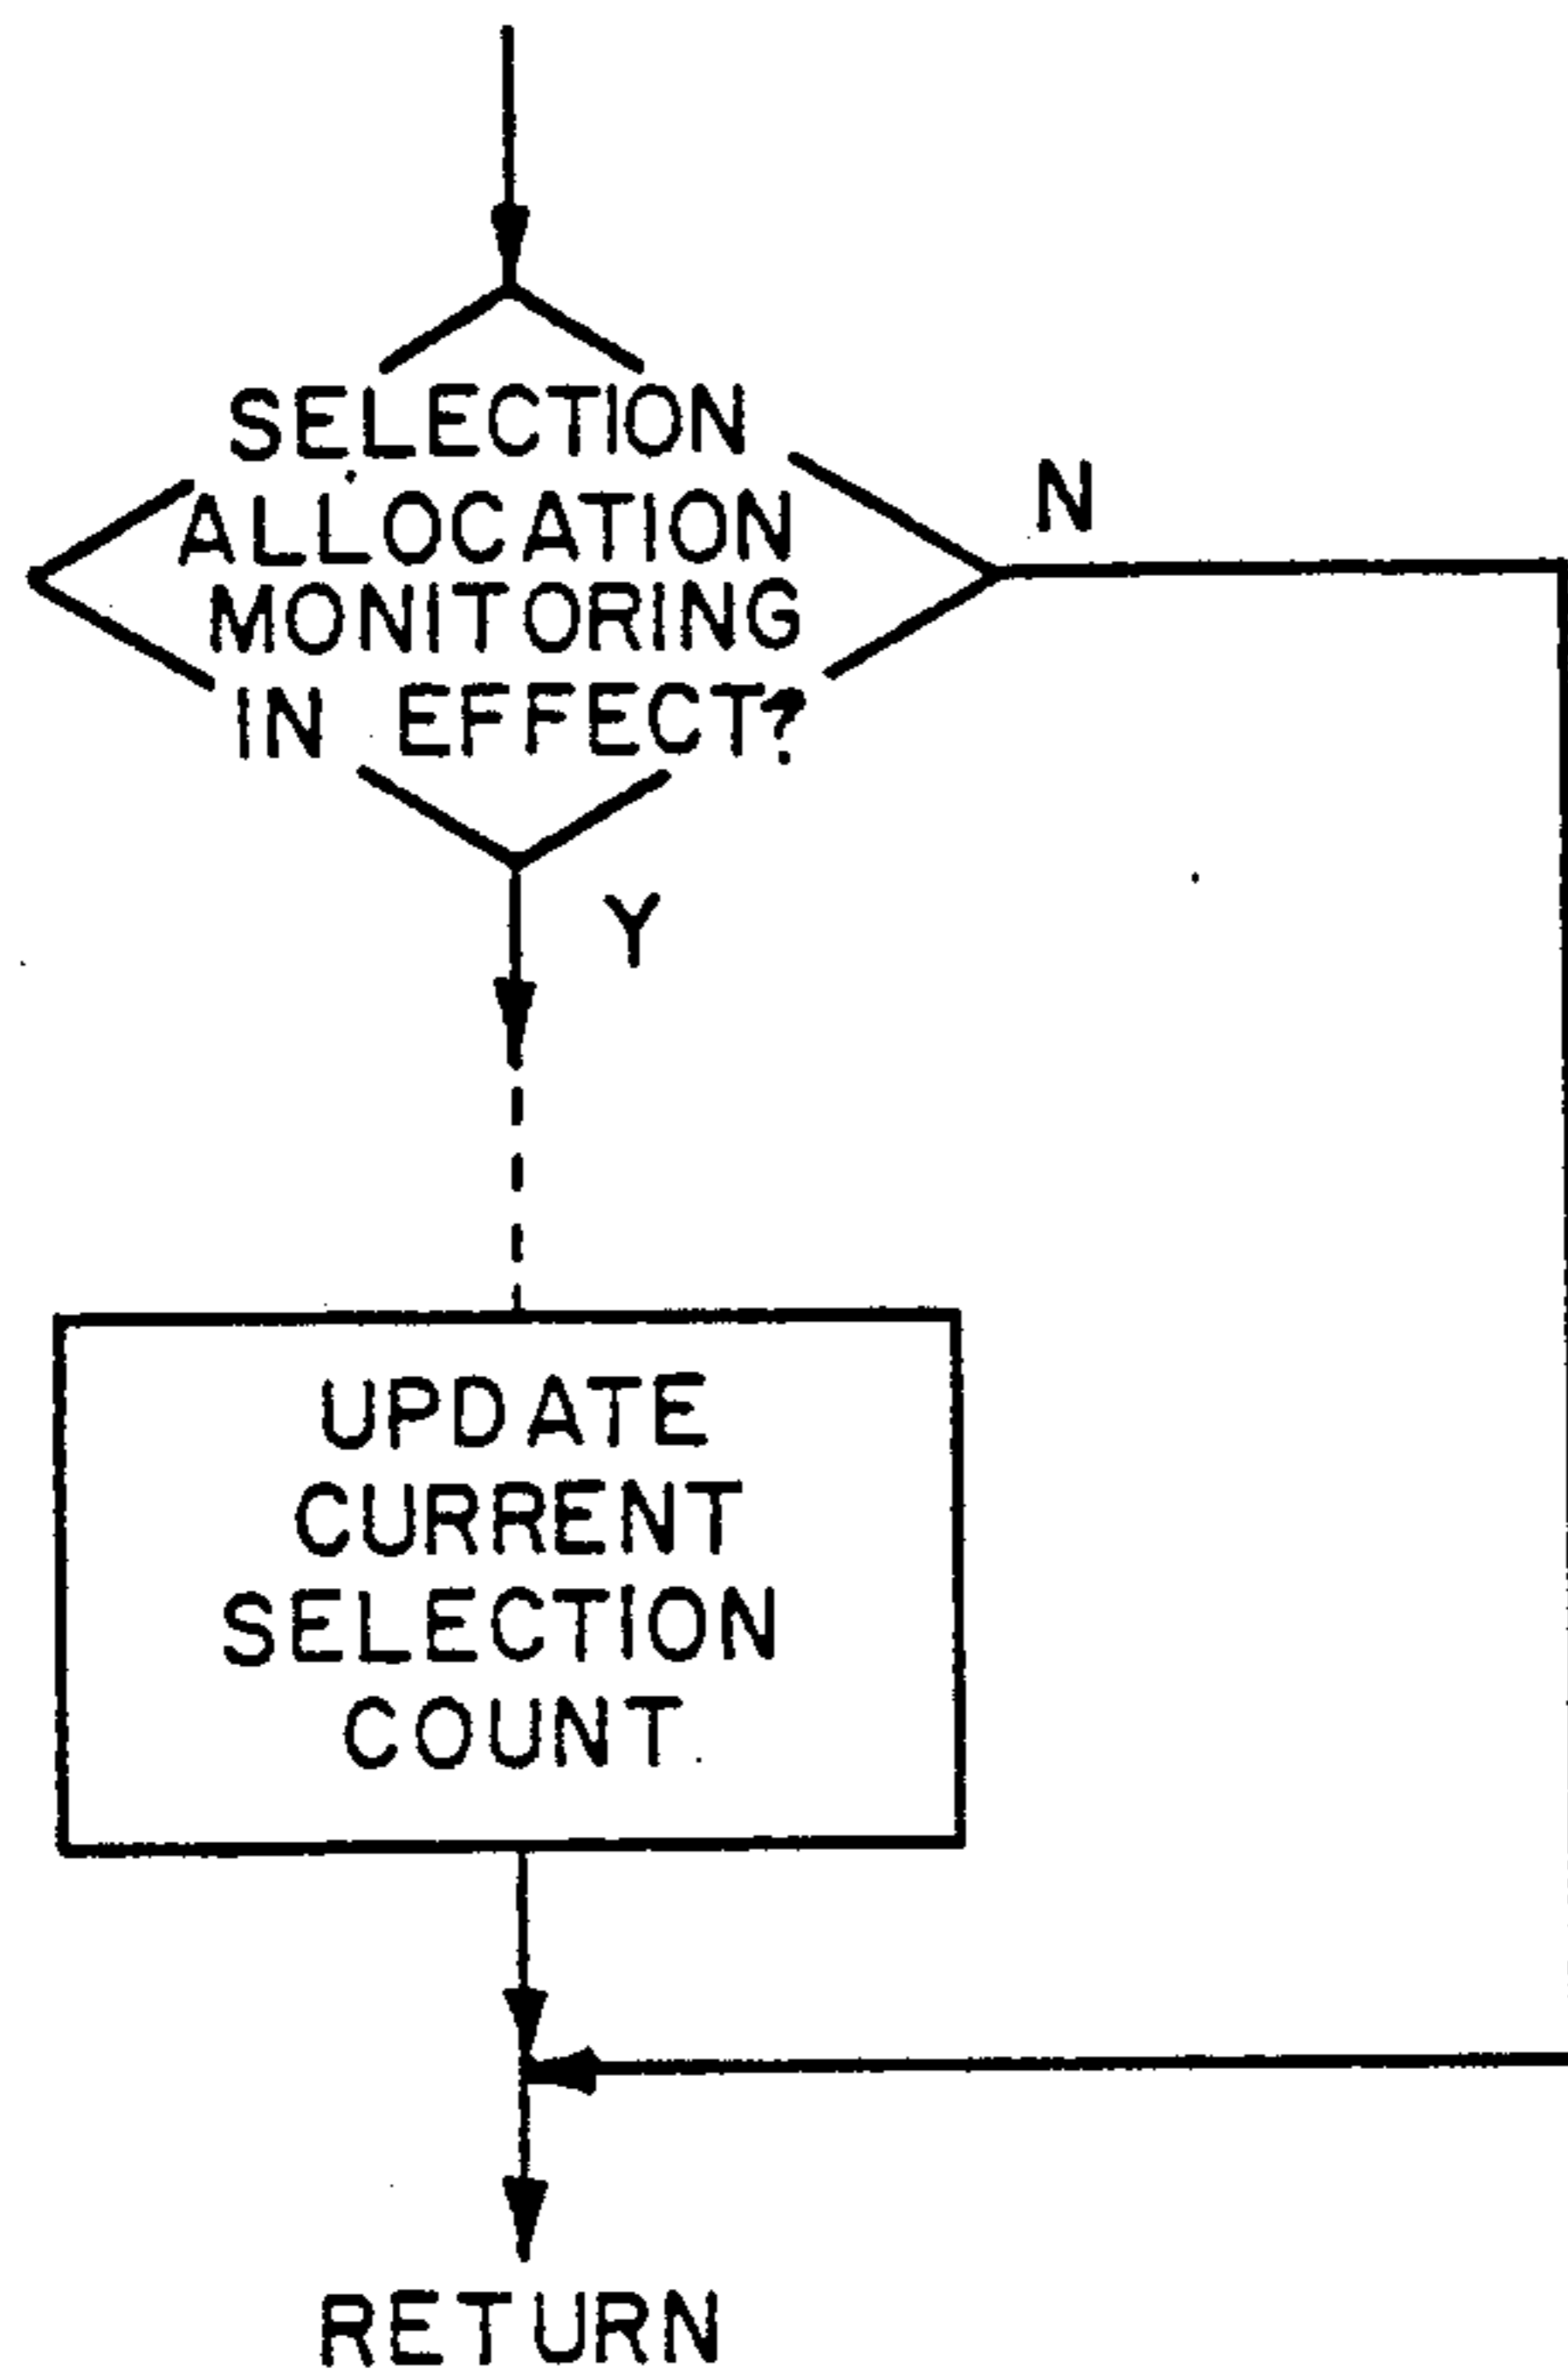 SELECTION
ALLOCATION
MONITORING
IN EFFECT?
N
Y
UPDATE
CURRENT
SELECTION
COUNT.
RETURN